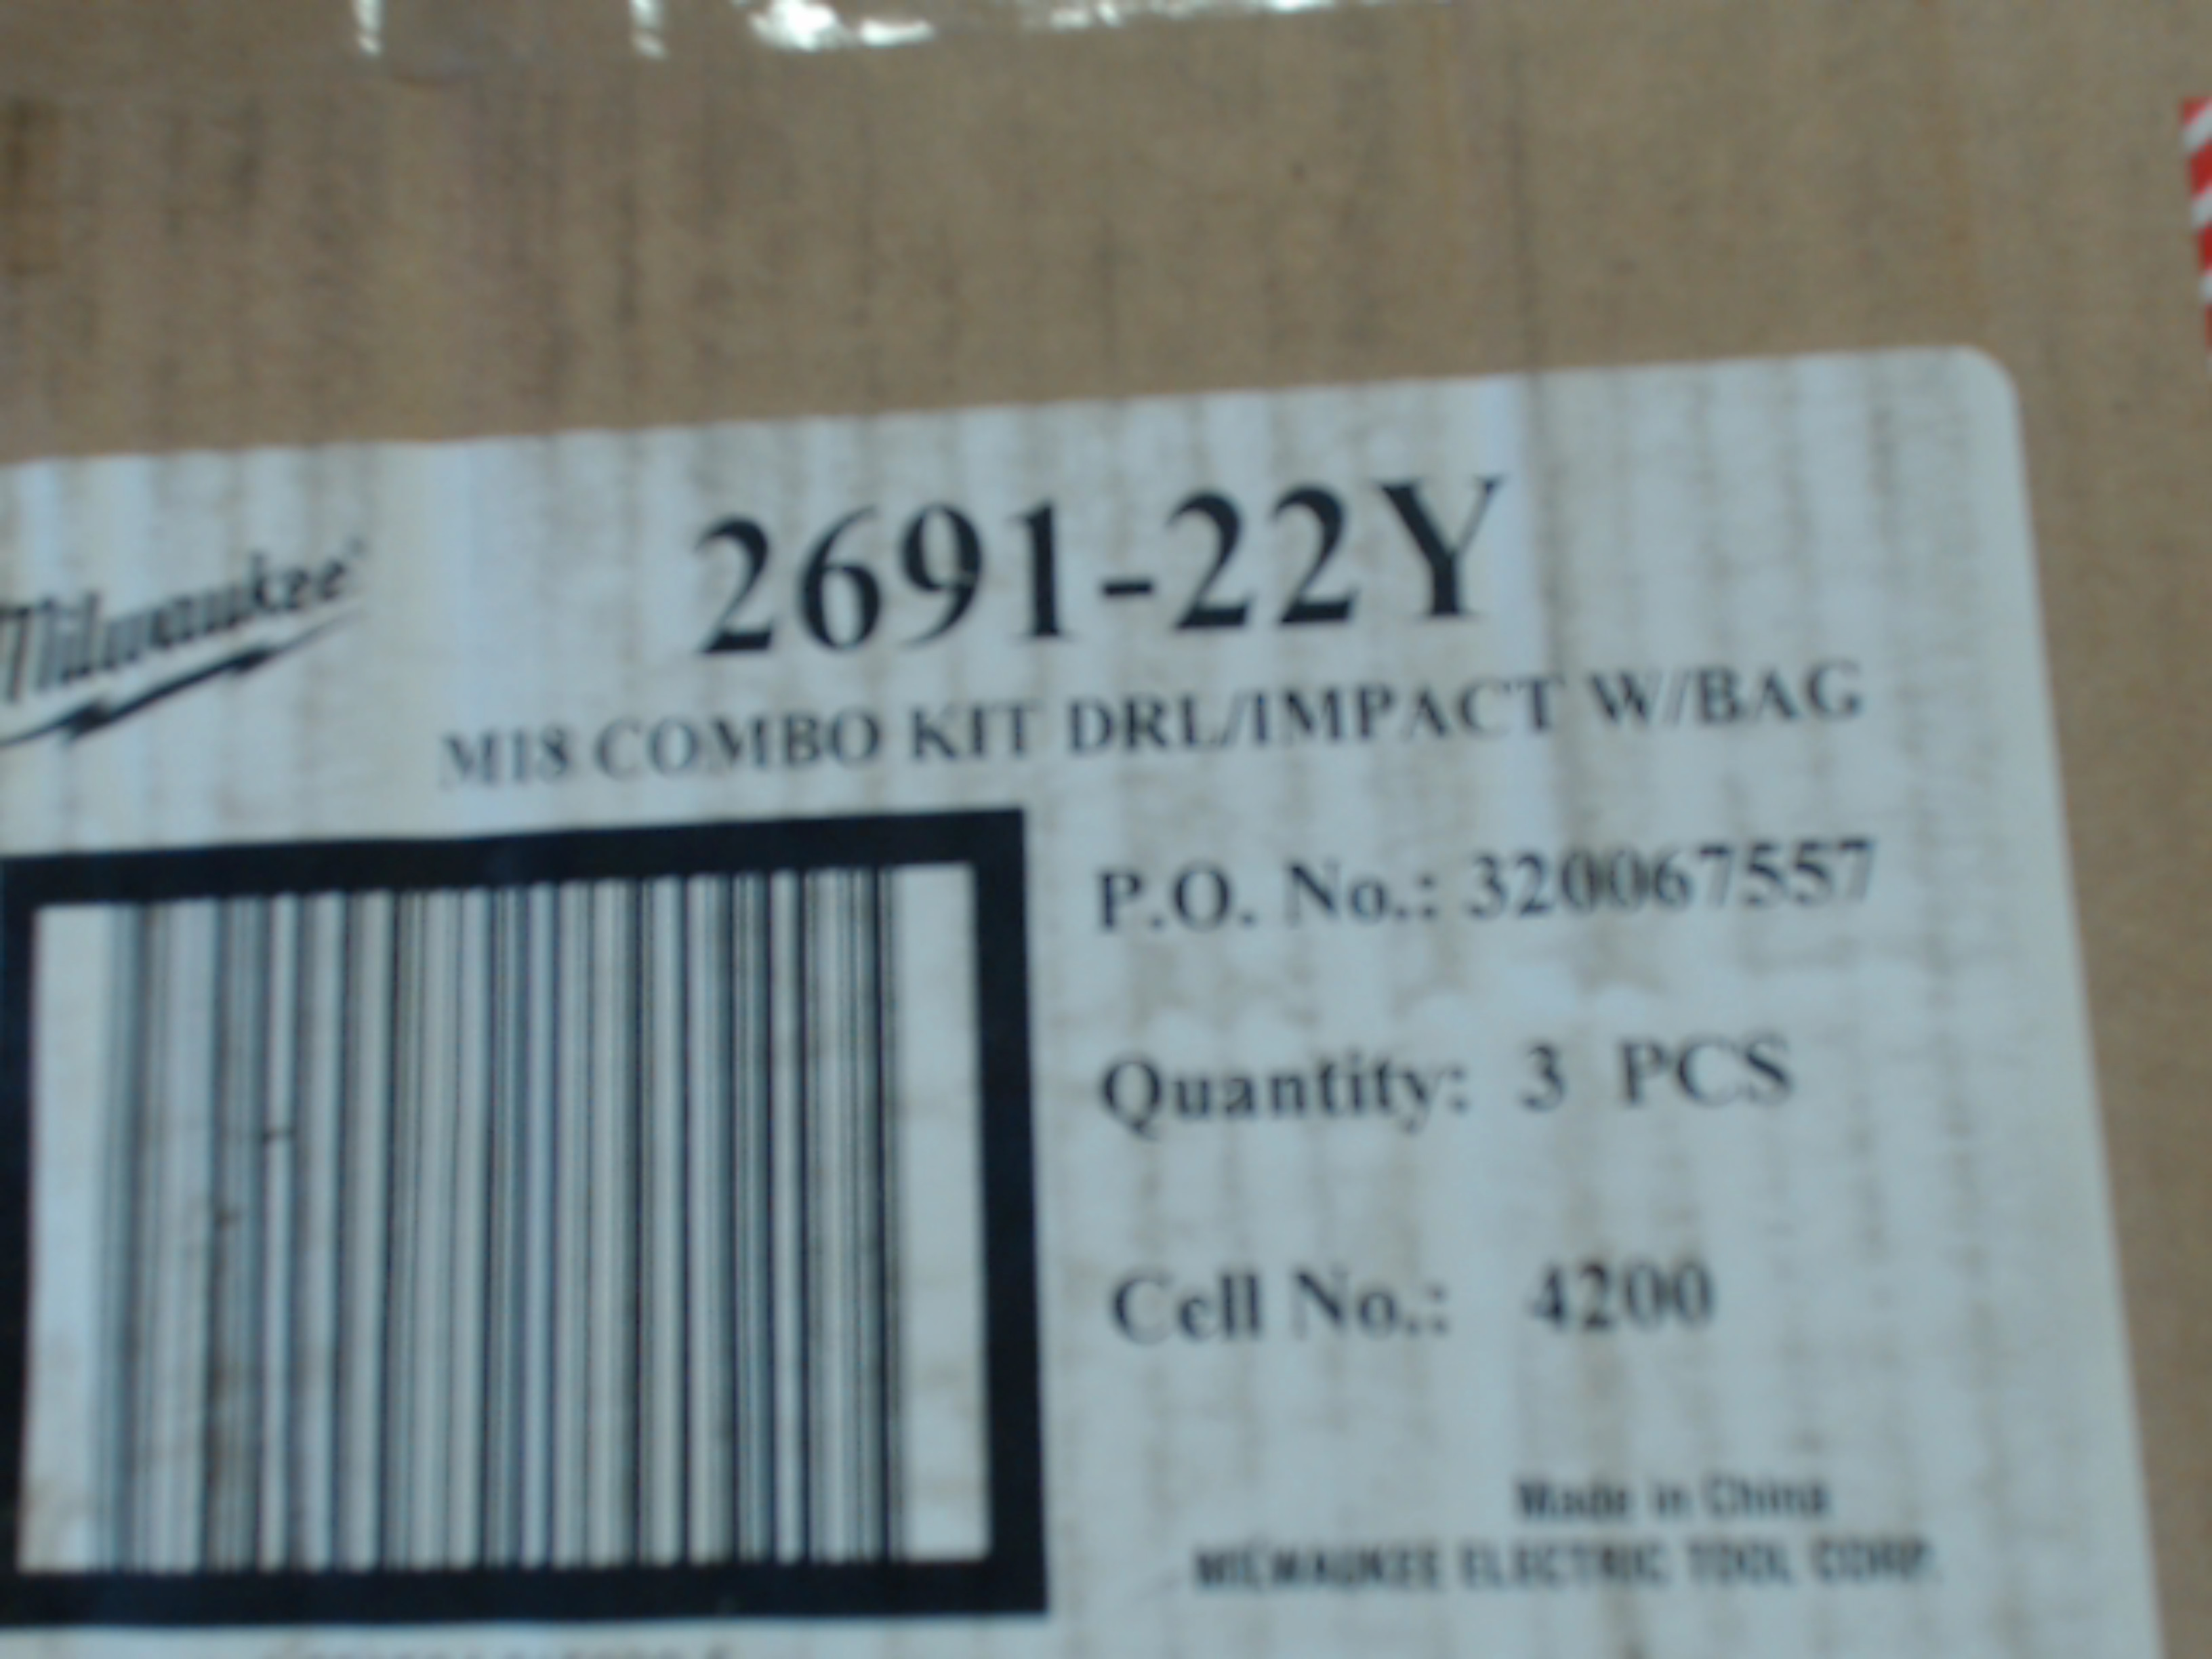 2691-22Y
Milwaukee
M18 COMBO KIT DRL/IMPACT W/BAG
P.O. No.: 320067557
Quantity: 3 PCS
Cell No.: 4200
Made in China
MILWAUKEE ELECTRIC TOOL CORP.